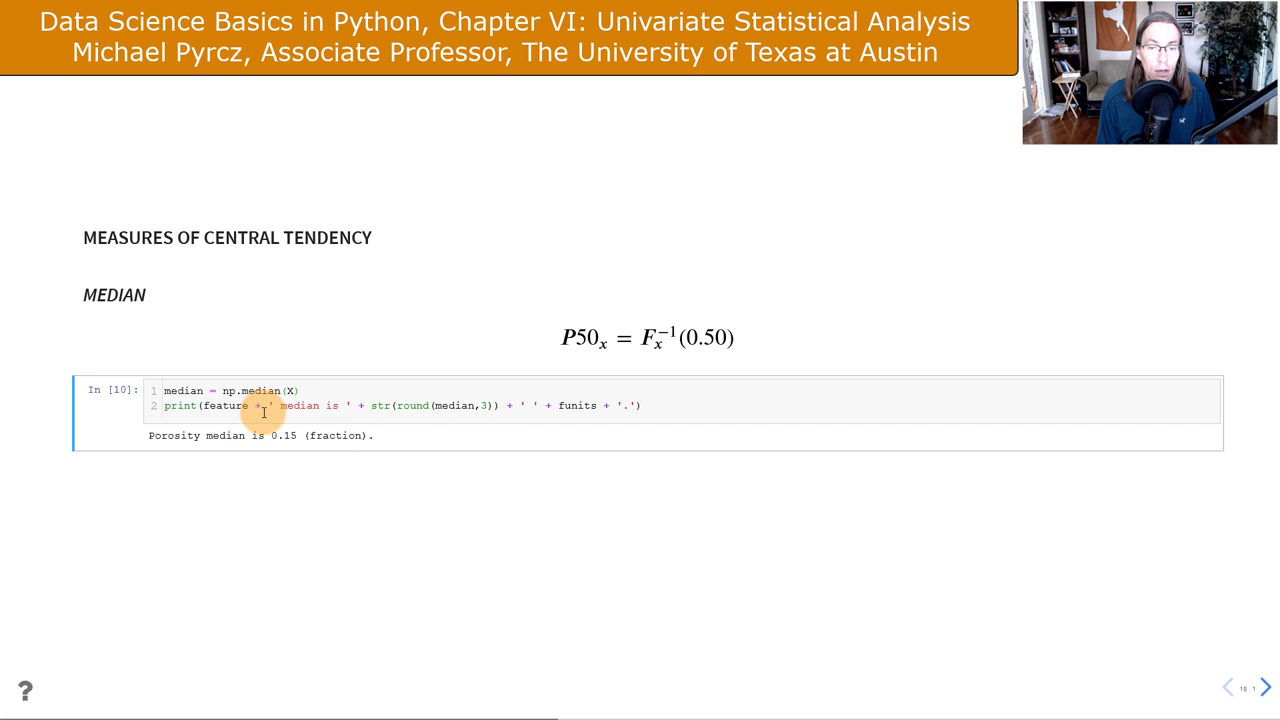 Data Science Basics in Python, Chapter VI: Univariate Statistical Analysis
Michael Pyrcz, Associate Professor, The University of Texas at Austin
MEASURES OF CENTRAL TENDENCY
MEDIAN
P50ₓ = Fₓ⁻¹(0.50)
In [10]:
1 median = np.median(X)
2 print(feature + ' median is ' + str(round(median,3)) + ' ' + funits + '.')
Porosity median is 0.15 (fraction).
?
18.1